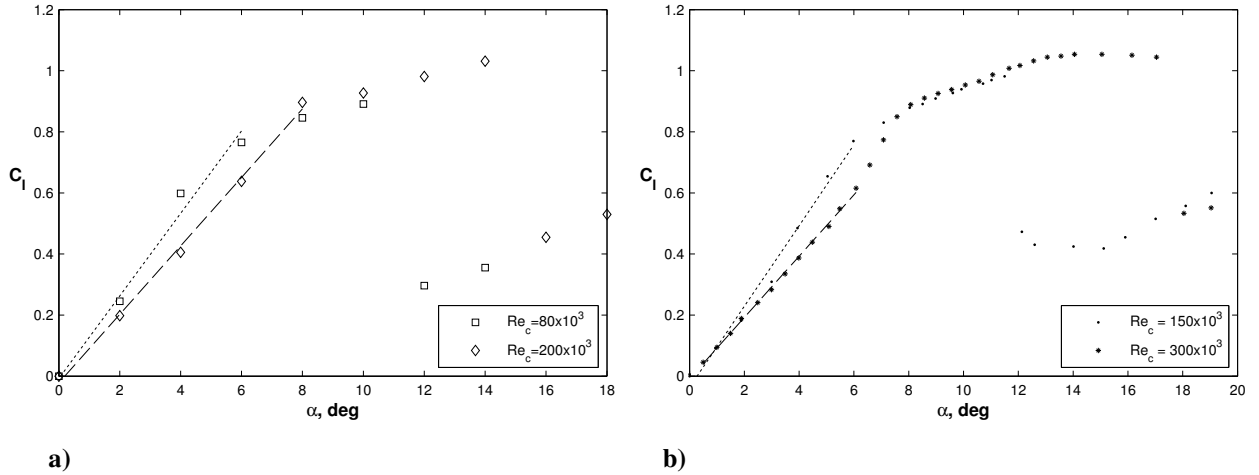 1.2
1
0.8
0.6
0.4
0.2
0
C_l
0 2 4 6 8 10 12 14 16 18
α, deg
Re_c=80x10^3
Re_c=200x10^3
a)
1.2
1
0.8
0.6
0.4
0.2
0
C_l
0 2 4 6 8 10 12 14 16 18 20
α, deg
Re_c = 150x10^3
Re_c = 300x10^3
b)